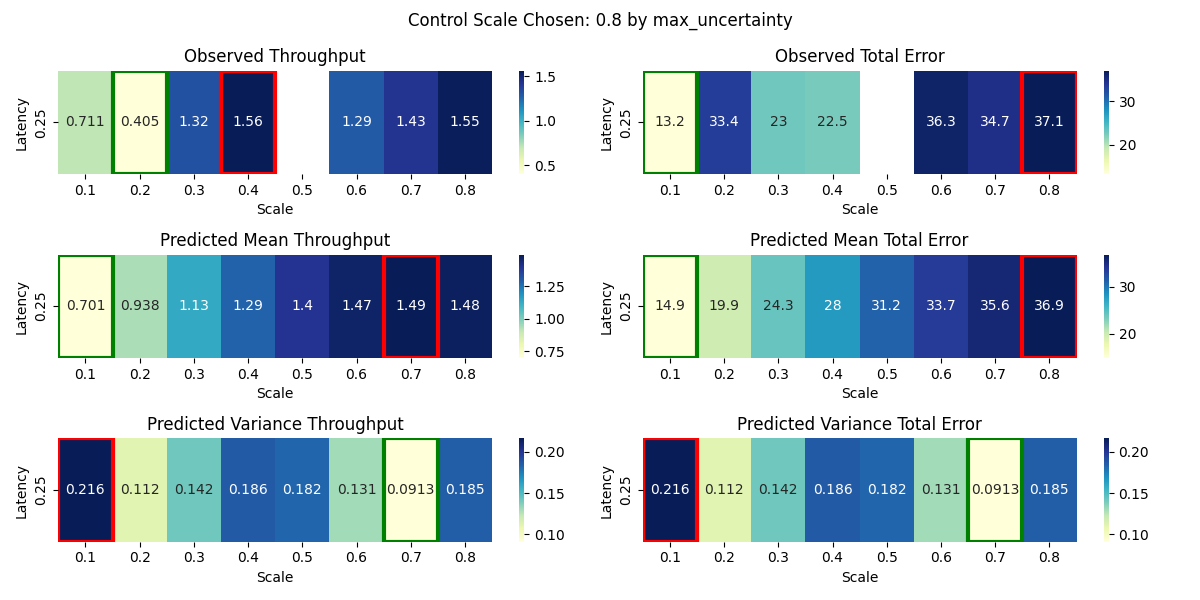 Control Scale Chosen: 0.8 by max_uncertainty
Observed Throughput
Latency
0.25
0.711 0.405 1.32 1.56 1.29 1.43 1.55
0.1 0.2 0.3 0.4 0.5 0.6 0.7 0.8
Scale
1.5
1.0
0.5
Observed Total Error
Latency
0.25
13.2 33.4 23 22.5 36.3 34.7 37.1
0.1 0.2 0.3 0.4 0.5 0.6 0.7 0.8
Scale
30
20
Predicted Mean Throughput
Latency
0.25
0.701 0.938 1.13 1.29 1.4 1.47 1.49 1.48
0.1 0.2 0.3 0.4 0.5 0.6 0.7 0.8
Scale
1.25
1.00
0.75
Predicted Mean Total Error
Latency
0.25
14.9 19.9 24.3 28 31.2 33.7 35.6 36.9
0.1 0.2 0.3 0.4 0.5 0.6 0.7 0.8
Scale
30
20
Predicted Variance Throughput
Latency
0.25
0.216 0.112 0.142 0.186 0.182 0.131 0.0913 0.185
0.1 0.2 0.3 0.4 0.5 0.6 0.7 0.8
Scale
0.20
0.15
0.10
Predicted Variance Total Error
Latency
0.25
0.216 0.112 0.142 0.186 0.182 0.131 0.0913 0.185
0.1 0.2 0.3 0.4 0.5 0.6 0.7 0.8
Scale
0.20
0.15
0.10